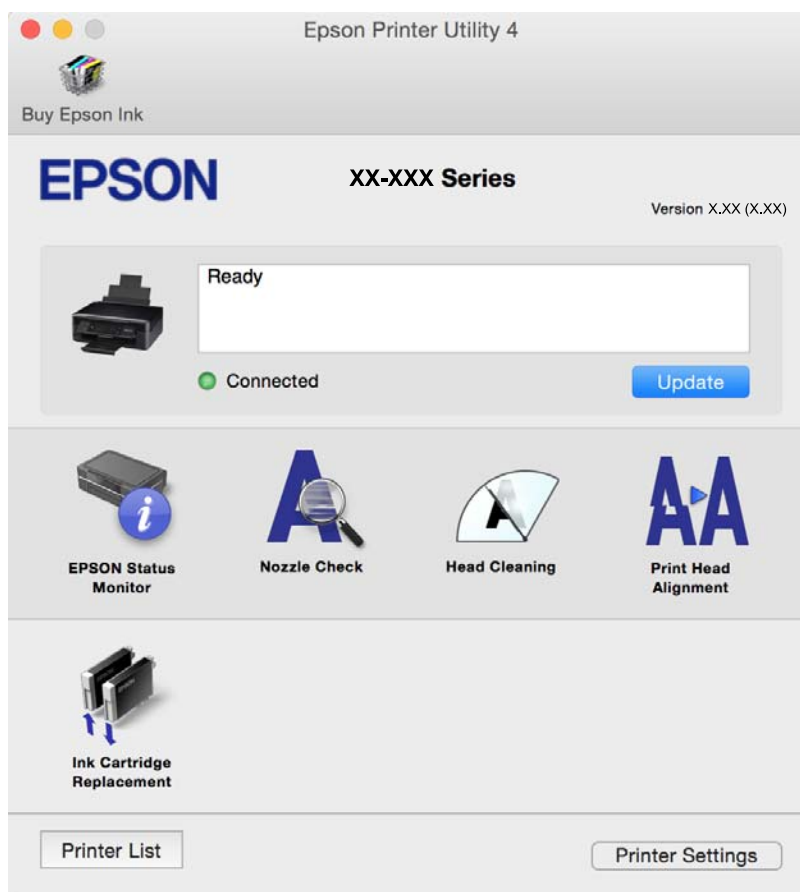 Epson Printer Utility 4
Buy Epson Ink
EPSON
XX-XXX Series
Version X.XX (X.XX)
Ready
Connected
Update
EPSON Status
Monitor
Nozzle Check
Head Cleaning
Print Head
Alignment
Ink Cartridge
Replacement
Printer List
Printer Settings